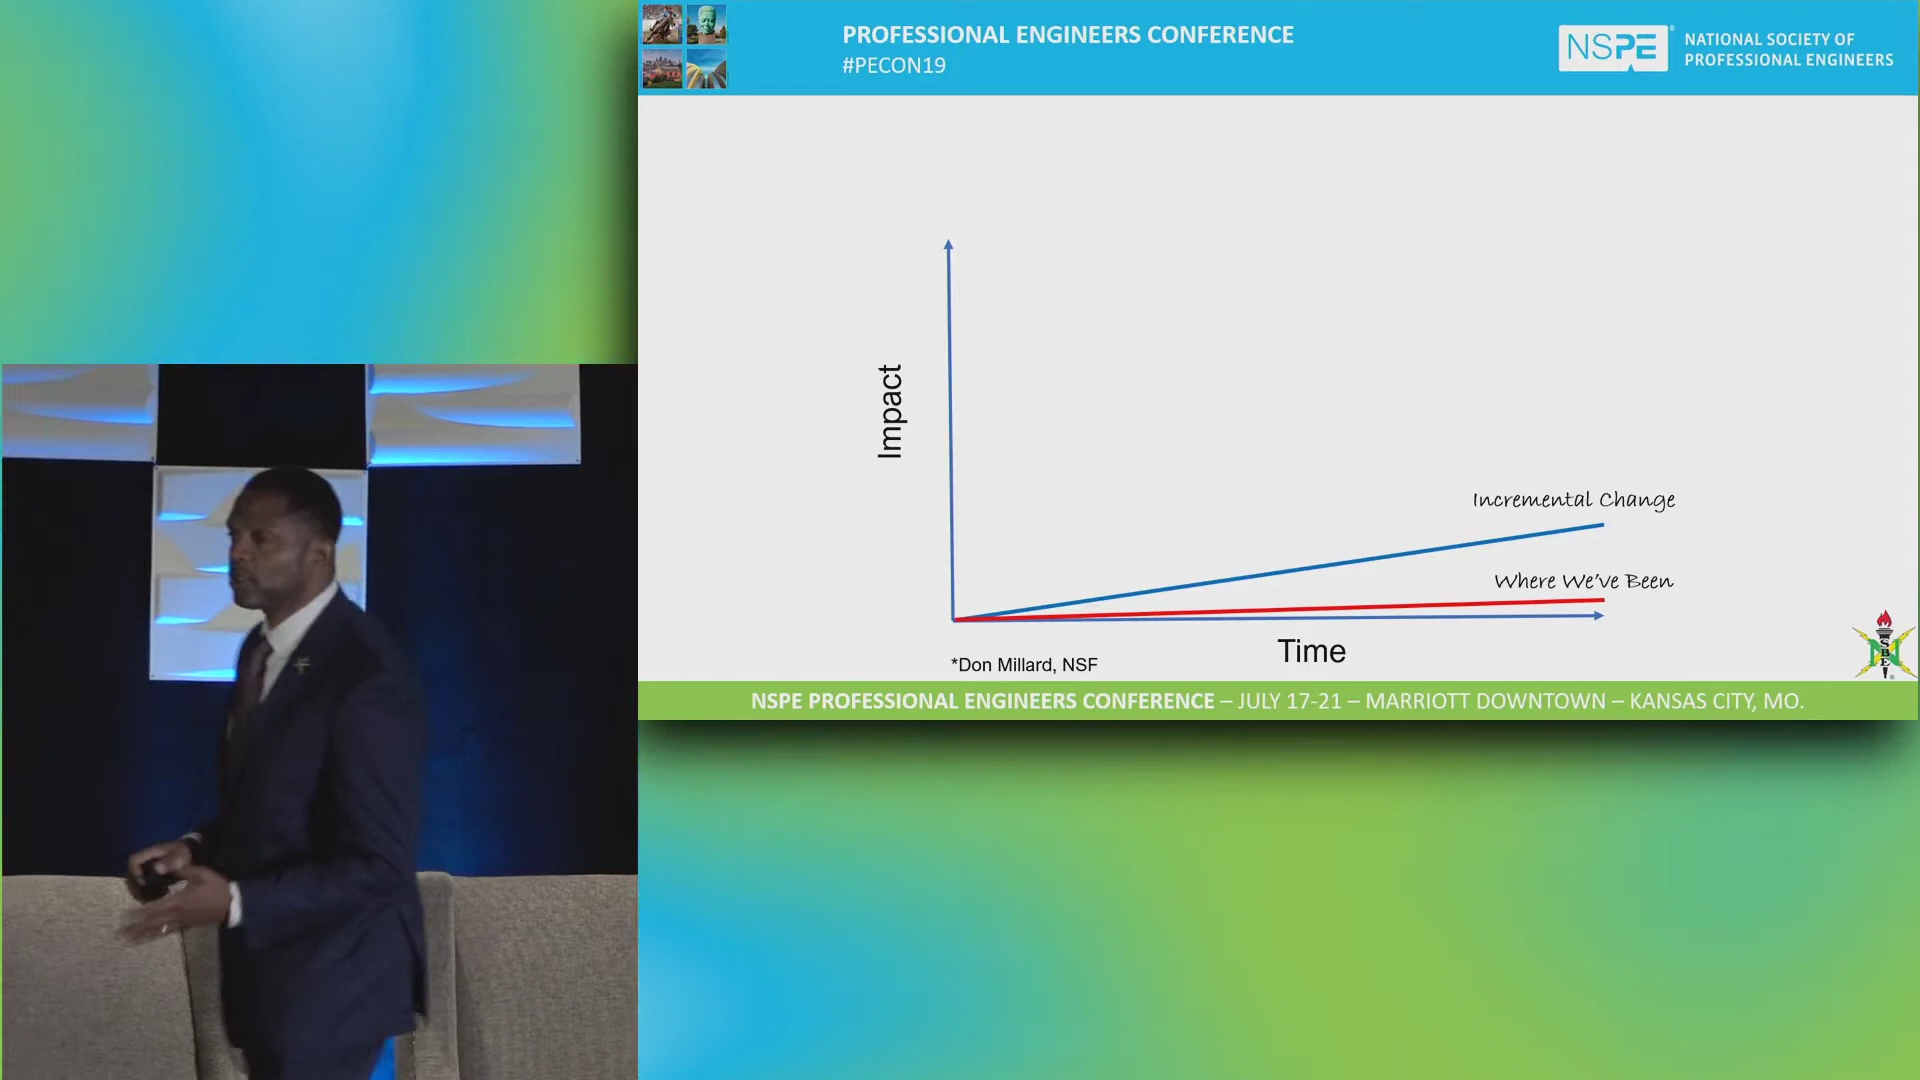 PROFESSIONAL ENGINEERS CONFERENCE
#PECON19
NSPE
NATIONAL SOCIETY OF
PROFESSIONAL ENGINEERS
Impact
Incremental Change
Where We've Been
Time
*Don Millard, NSF
NSBE
NSPE PROFESSIONAL ENGINEERS CONFERENCE – JULY 17-21 – MARRIOTT DOWNTOWN – KANSAS CITY, MO.